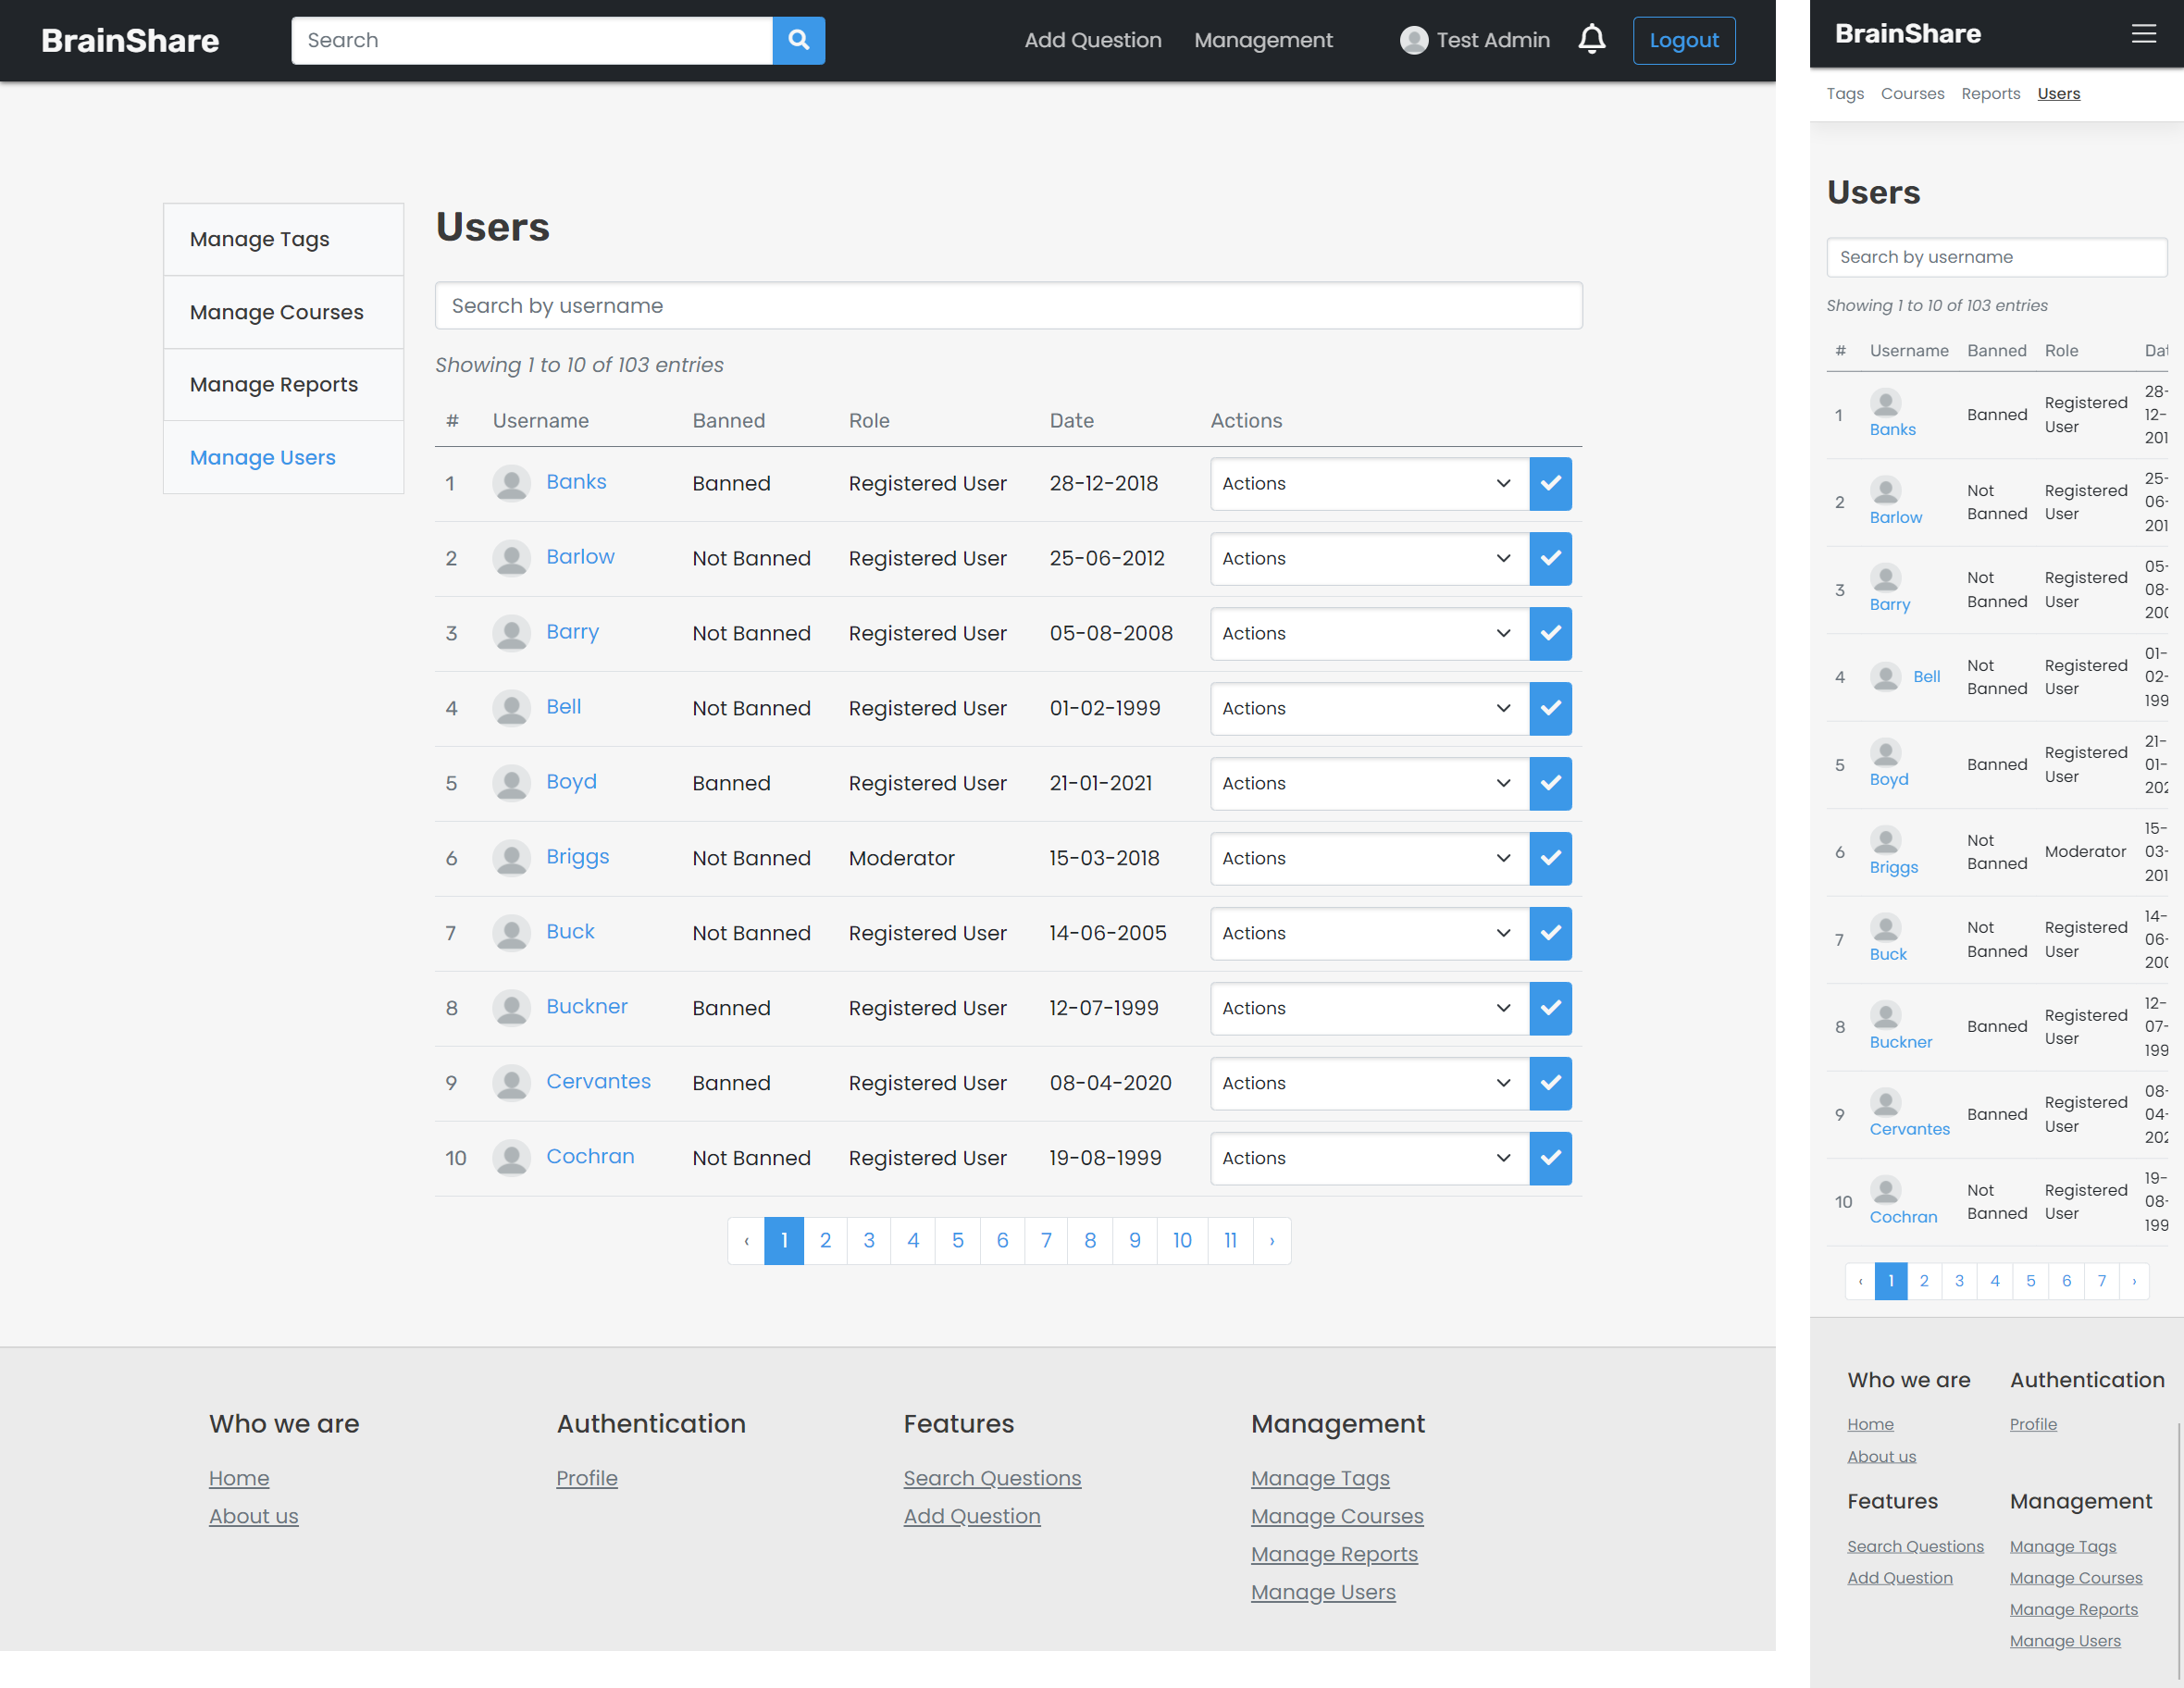 BrainShare
Search
Add Question Management Test Admin Logout
Manage Tags
Manage Courses
Manage Reports
Manage Users
Users
Search by username
Showing 1 to 10 of 103 entries
# Username Banned Role Date Actions
1 Banks Banned Registered User 28-12-2018 Actions
2 Barlow Not Banned Registered User 25-06-2012 Actions
3 Barry Not Banned Registered User 05-08-2008 Actions
4 Bell Not Banned Registered User 01-02-1999 Actions
5 Boyd Banned Registered User 21-01-2021 Actions
6 Briggs Not Banned Moderator 15-03-2018 Actions
7 Buck Not Banned Registered User 14-06-2005 Actions
8 Buckner Banned Registered User 12-07-1999 Actions
9 Cervantes Banned Registered User 08-04-2020 Actions
10 Cochran Not Banned Registered User 19-08-1999 Actions
‹ 1 2 3 4 5 6 7 8 9 10 11 ›
Who we are
Home
About us
Authentication
Profile
Features
Search Questions
Add Question
Management
Manage Tags
Manage Courses
Manage Reports
Manage Users
BrainShare
Tags Courses Reports Users
Users
Search by username
Showing 1 to 10 of 103 entries
# Username Banned Role
1 Banks Banned Registered User 28-12-201
2 Barlow Not Banned Registered User 25-06-201
3 Barry Not Banned Registered User 05-08-200
4 Bell Not Banned Registered User 01-02-199
5 Boyd Banned Registered User 21-01-202
6 Briggs Not Banned Moderator 15-03-201
7 Buck Not Banned Registered User 14-06-200
8 Buckner Banned Registered User 12-07-199
9 Cervantes Banned Registered User 08-04-202
10 Cochran Not Banned Registered User 19-08-199
‹ 1 2 3 4 5 6 7 ›
Who we are
Home
About us
Authentication
Profile
Features
Search Questions
Add Question
Management
Manage Tags
Manage Courses
Manage Reports
Manage Users